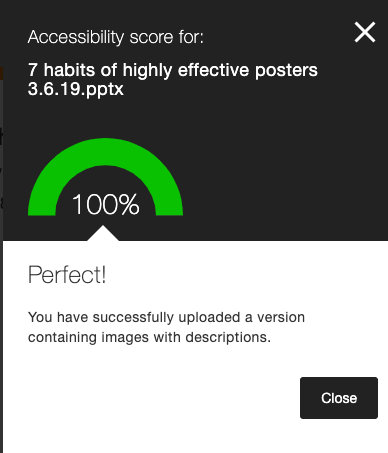 Accessibility score for:
7 habits of highly effective posters
3.6.19.pptx
100%
Perfect!
You have successfully uploaded a version
containing images with descriptions.
Close